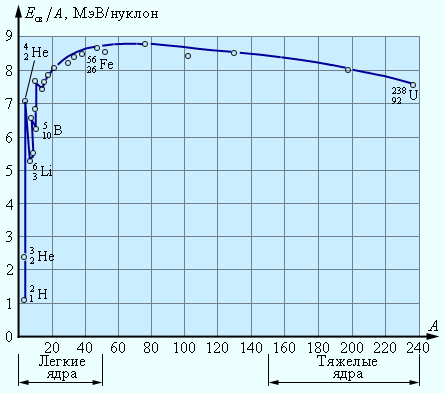 E св /A, МэВ/нуклон
9
8
7
6
5
4
3
2
1
0
4 2 He
56 26 Fe
238 92 U
5 10 B
6 3 Li
3 2 He
2 1 H
A
20 40 60 80 100 120 140 160 180 200 220 240
Легкие ядра
Тяжелые ядра